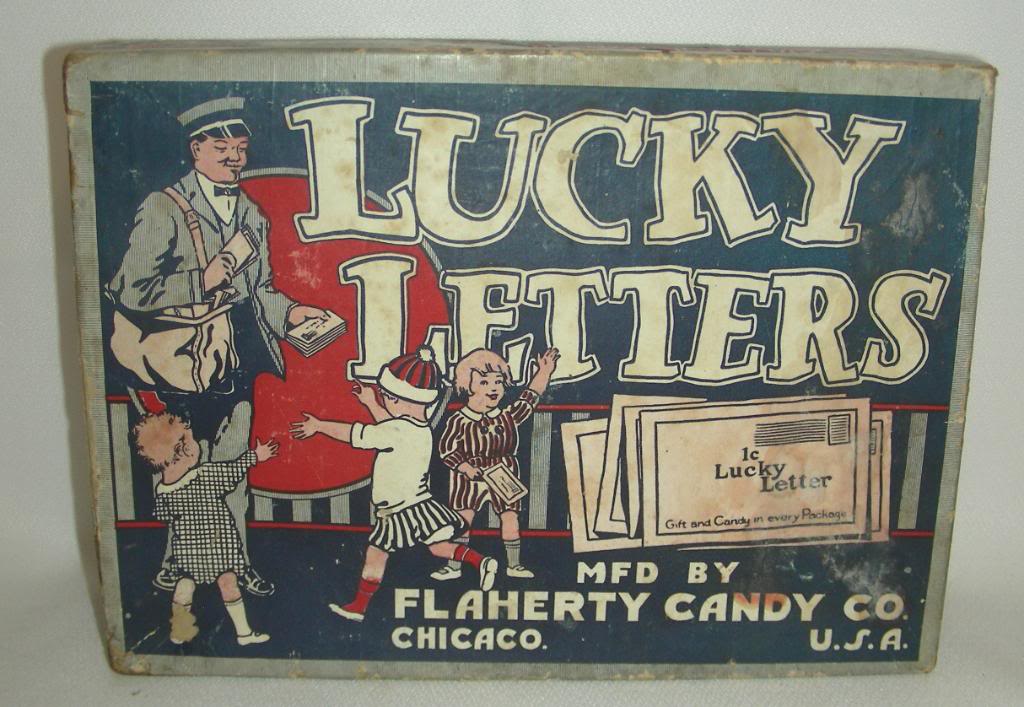 LUCKY
LETTERS
1c
Lucky
Letter
Gift and Candy in every Package
MFD BY
FLAHERTY CANDY CO.
CHICAGO.
U.S.A.